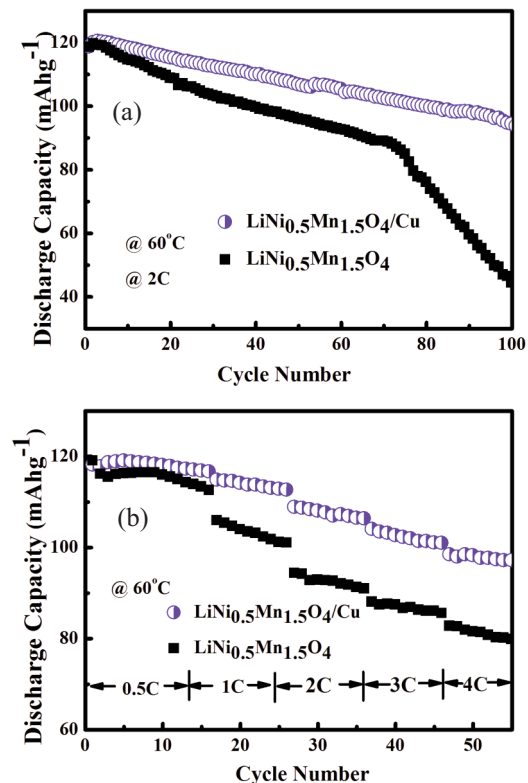 120
100
80
60
40
Discharge Capacity (mAhg⁻¹)
(a)
LiNi0.5Mn1.5O4/Cu
@ 60°C
LiNi0.5Mn1.5O4
@ 2C
0 20 40 60 80 100
Cycle Number
120
100
80
60
Discharge Capacity (mAhg⁻¹)
(b)
@ 60°C
LiNi0.5Mn1.5O4/Cu
LiNi0.5Mn1.5O4
0.5C 1C 2C 3C 4C
0 10 20 30 40 50
Cycle Number